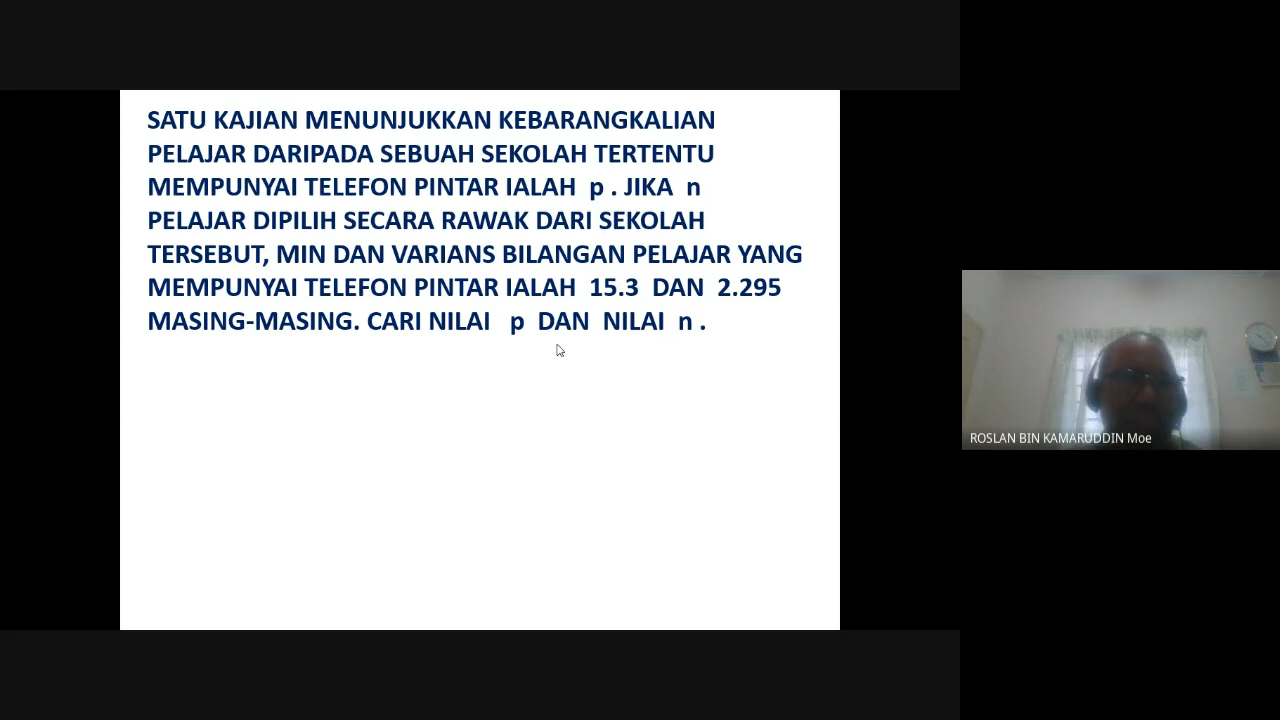 SATU KAJIAN MENUNJUKKAN KEBARANGKALIAN
PELAJAR DARIPADA SEBUAH SEKOLAH TERTENTU
MEMPUNYAI TELEFON PINTAR IALAH p . JIKA n
PELAJAR DIPILIH SECARA RAWAK DARI SEKOLAH
TERSEBUT, MIN DAN VARIANS BILANGAN PELAJAR YANG
MEMPUNYAI TELEFON PINTAR IALAH 15.3 DAN 2.295
MASING-MASING. CARI NILAI p DAN NILAI n .
ROSLAN BIN KAMARUDDIN Moe